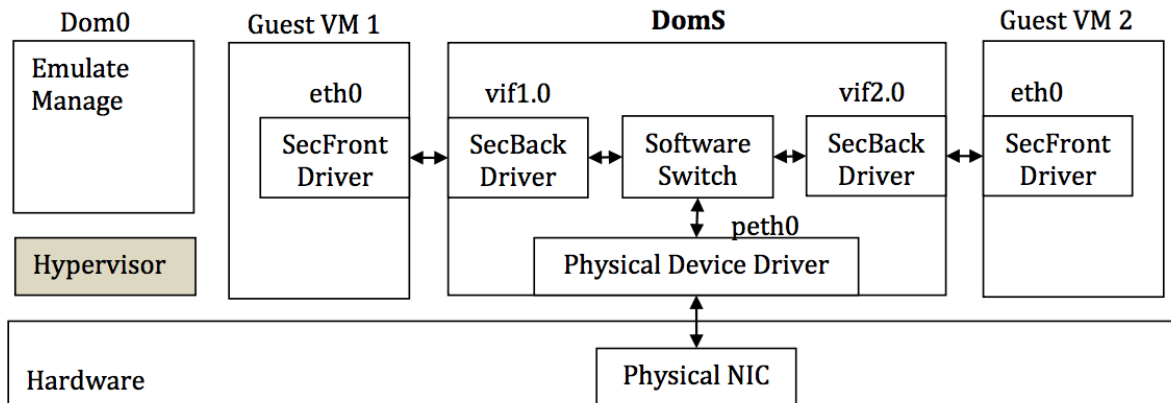 Dom0
Guest VM 1
DomS
Guest VM 2
Emulate
Manage
eth0
vif1.0
vif2.0
eth0
SecFront
Driver
SecBack
Driver
Software
Switch
SecBack
Driver
SecFront
Driver
peth0
Hypervisor
Physical Device Driver
Hardware
Physical NIC